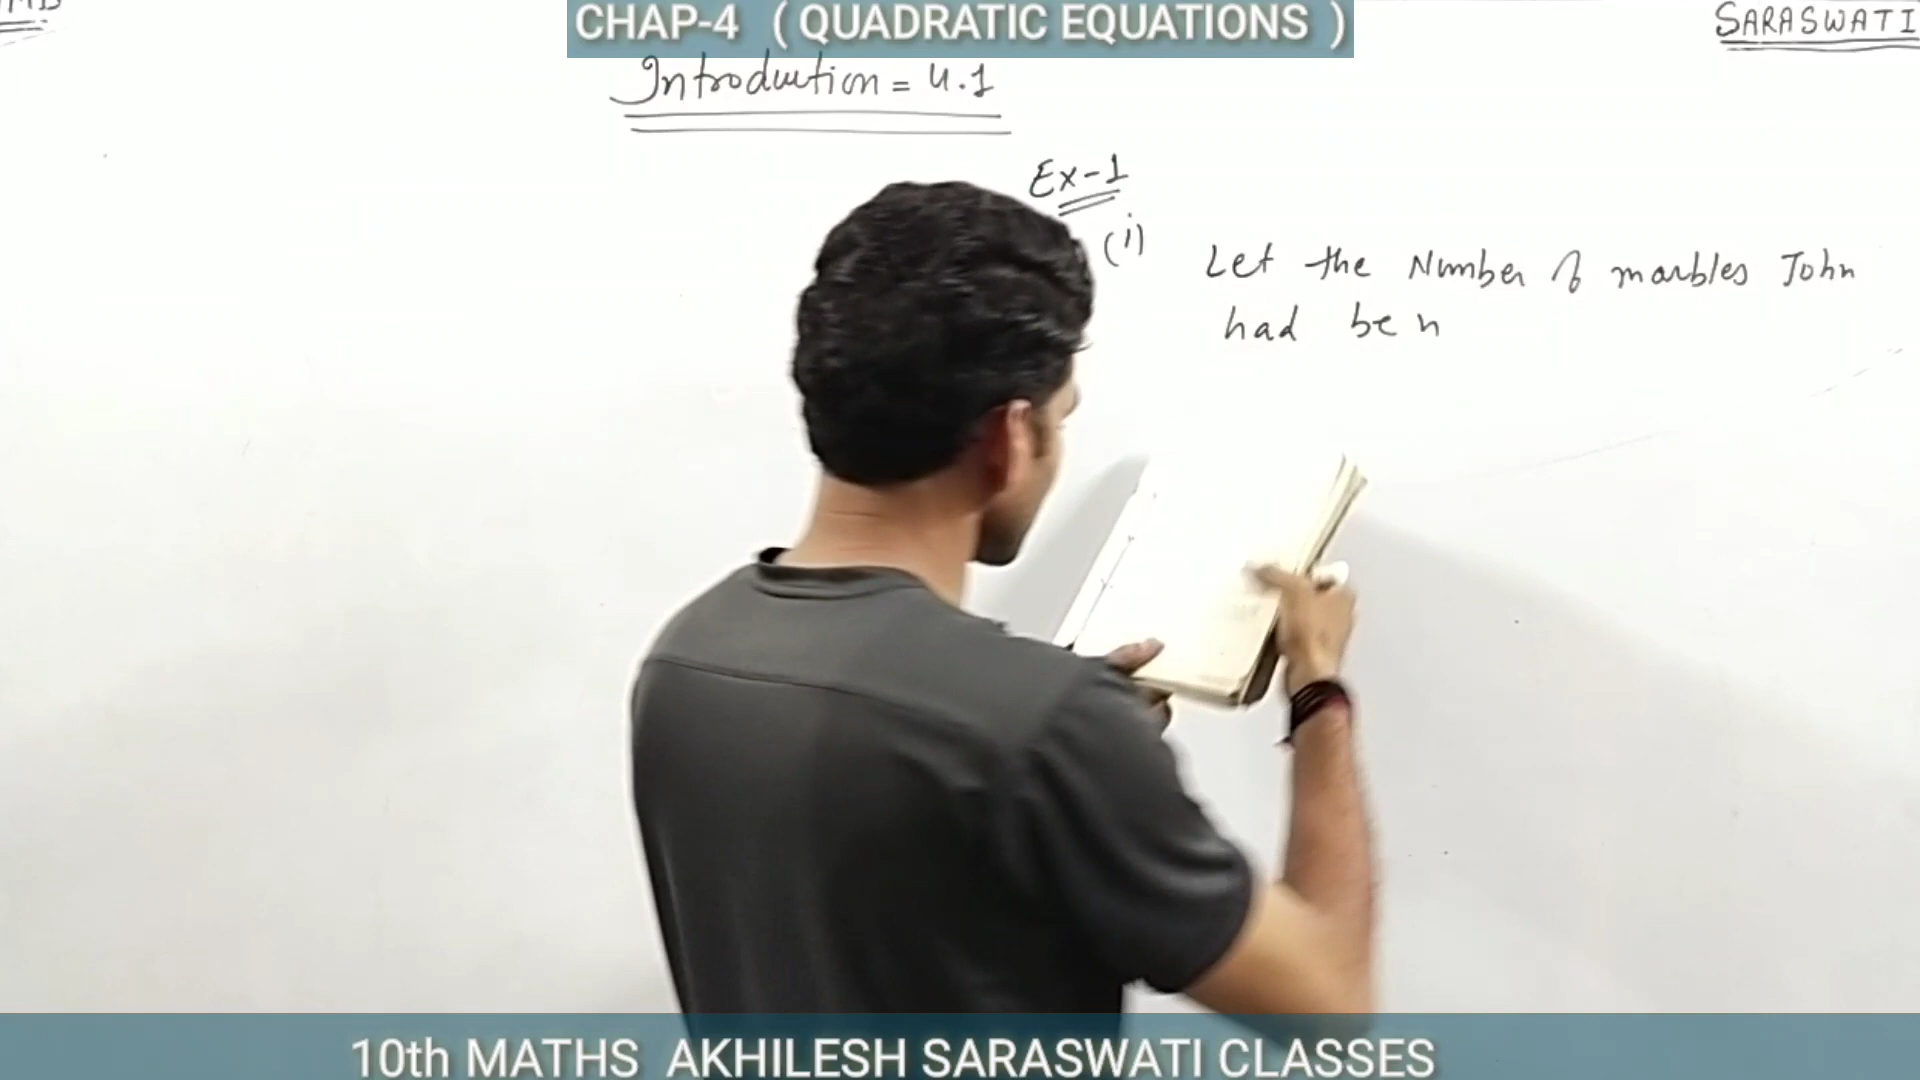 CHAP-4 ( QUADRATIC EQUATIONS )
SARASWATI
Introduction = 4.1
Ex-1
(i) Let the Number of marbles John
had be n
10th MATHS AKHILESH SARASWATI CLASSES